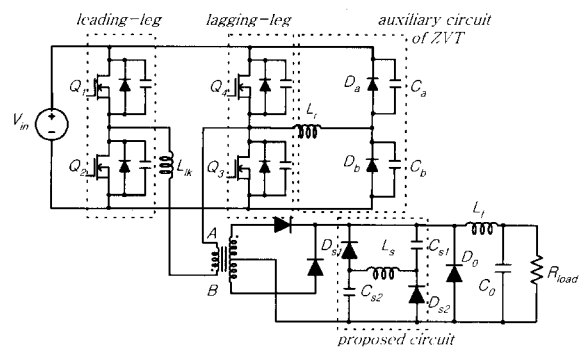 leading-leg
lagging-leg
auxiliary circuit
of ZVT
Q1
Q4
Da
Ca
Lr
Vin
Q2
Llk
Q3
Db
Cb
A
B
Ds1
Ls
Cs1
Cs2
Ds2
D0
Lf
C0
Rload
proposed circuit